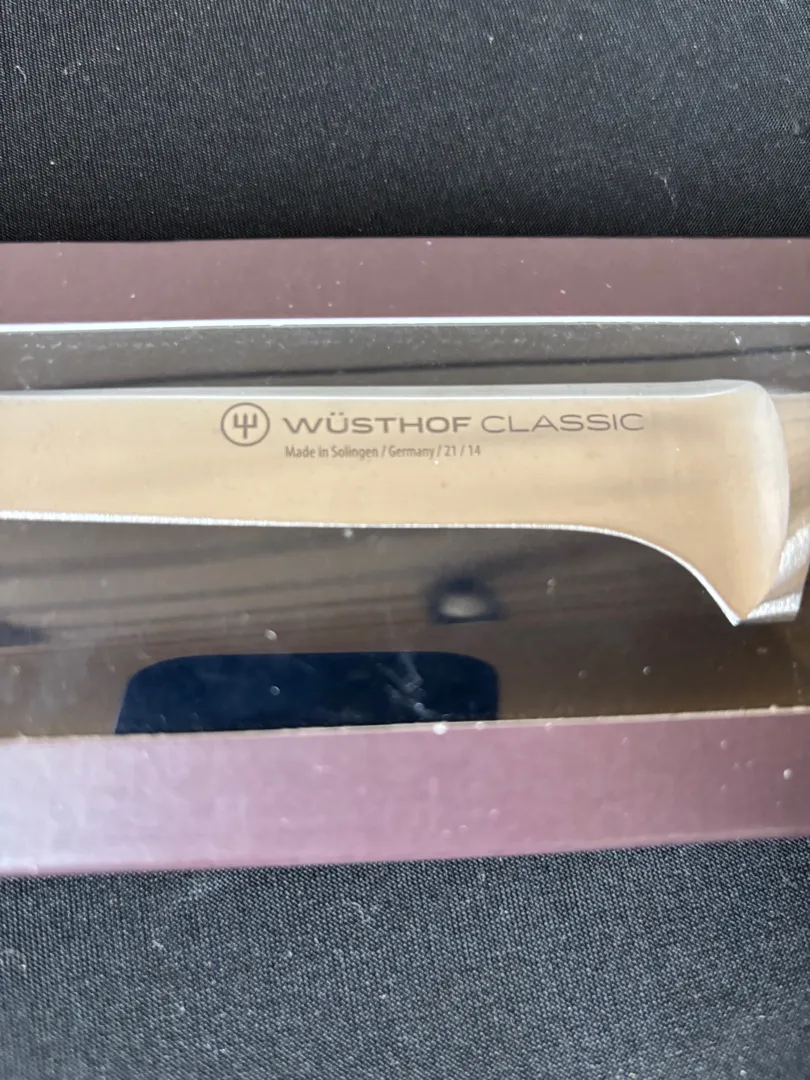 WÜSTHOF CLASSIC
Made in Solingen / Germany / 21 / 14